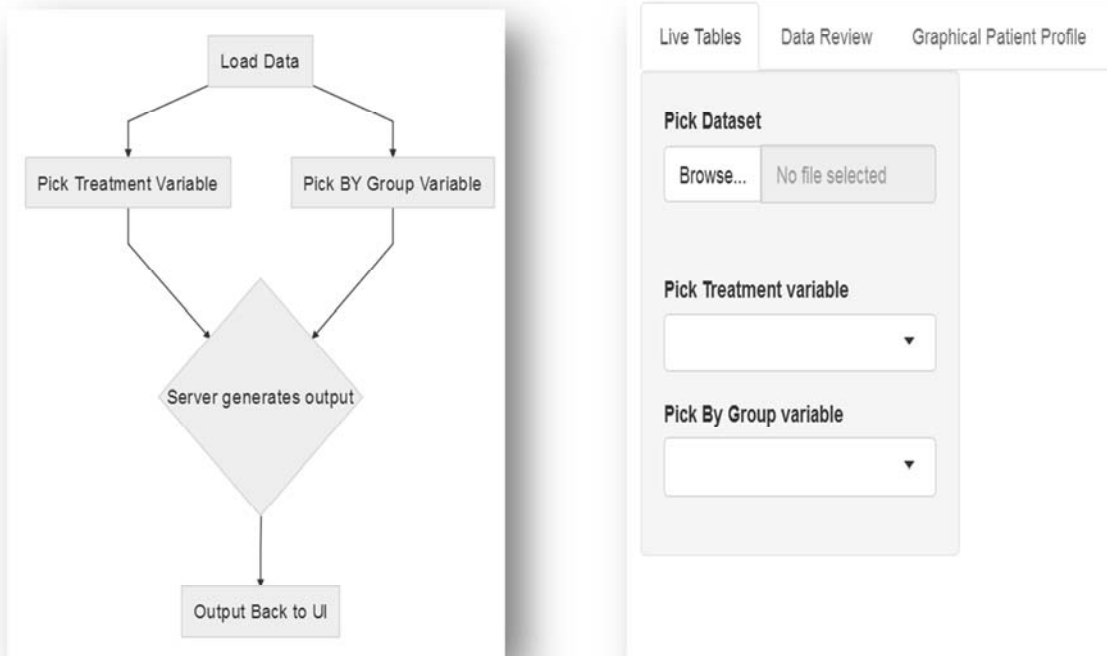 Load Data
Pick Treatment Variable
Pick BY Group Variable
Server generates output
Output Back to UI
Live Tables
Data Review
Graphical Patient Profile
Pick Dataset
Browse...
No file selected
Pick Treatment variable
Pick By Group variable